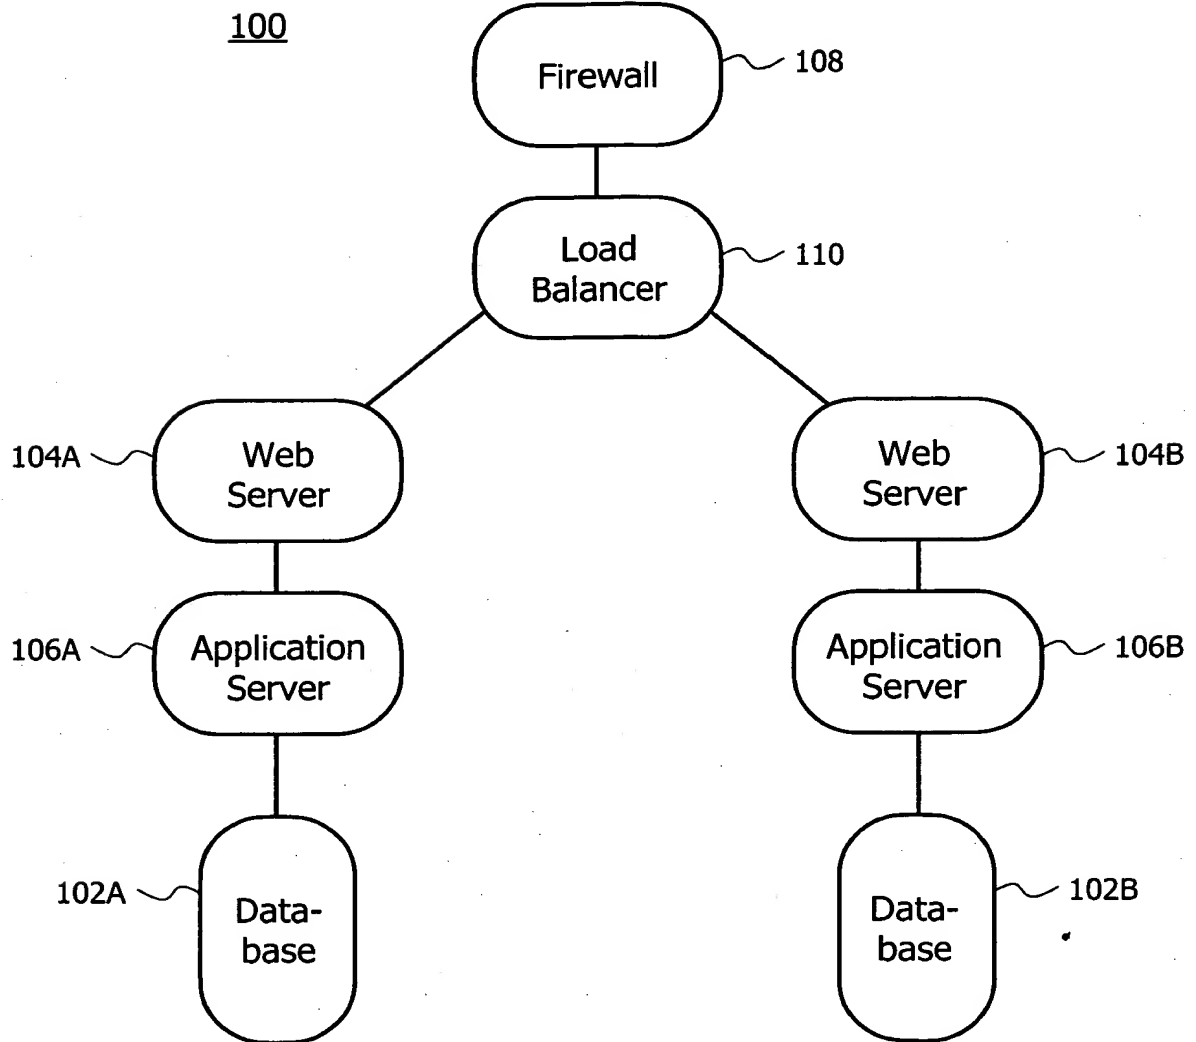 100
Firewall
108
Load
Balancer
110
104A
Web
Server
Web
Server
104B
106A
Application
Server
Application
Server
106B
102A
Data-
base
Data-
base
102B